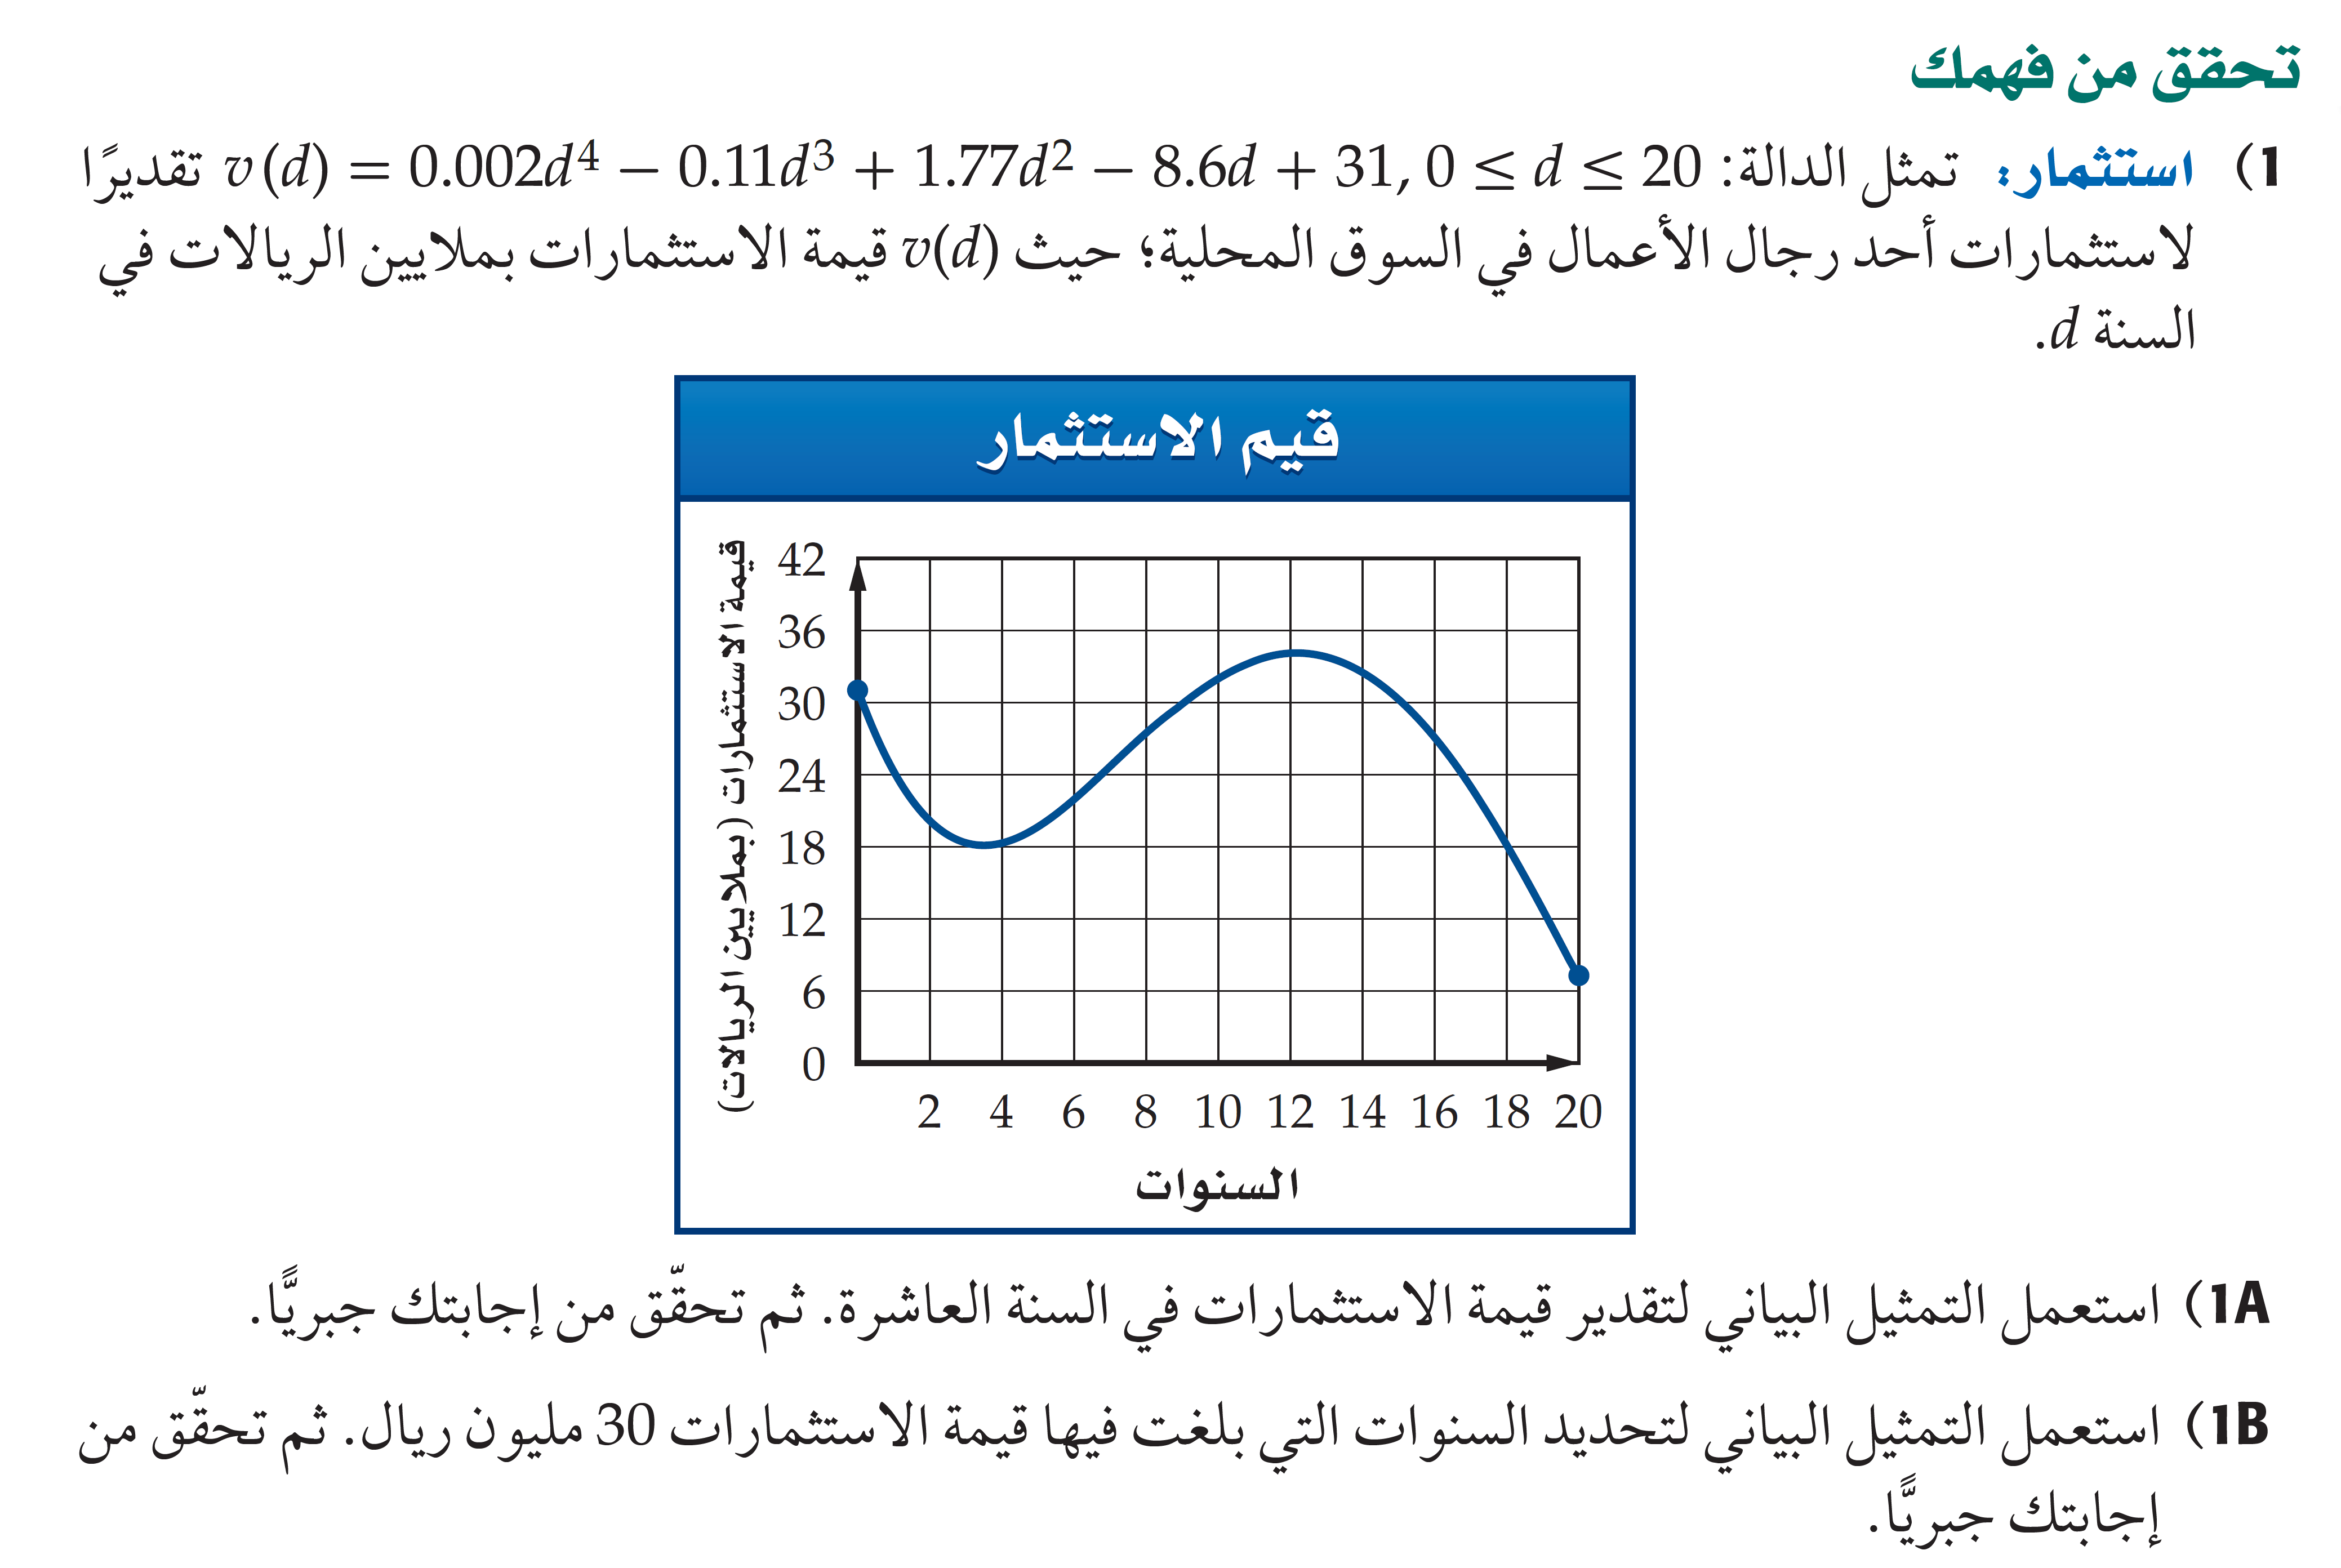 تحقق من فهمك
1) استثمار: تمثل الدالة: v(d) = 0.002d⁴ − 0.11d³ + 1.77d² − 8.6d + 31, 0 ≤ d ≤ 20 تقديرًا
لاستثمارات أحد رجال الأعمال في السوق المحلية؛ حيث v(d) قيمة الاستثمارات بملايين الريالات في
السنة d.
قيم الاستثمار
قيمة الاستثمارات (بملايين الريالات)
42
36
30
24
18
12
6
0
2 4 6 8 10 12 14 16 18 20
السنوات
1A) استعمل التمثيل البياني لتقدير قيمة الاستثمارات في السنة العاشرة. ثم تحقّق من إجابتك جبريًّا.
1B) استعمل التمثيل البياني لتحديد السنوات التي بلغت فيها قيمة الاستثمارات 30 مليون ريال. ثم تحقّق من
إجابتك جبريًّا.